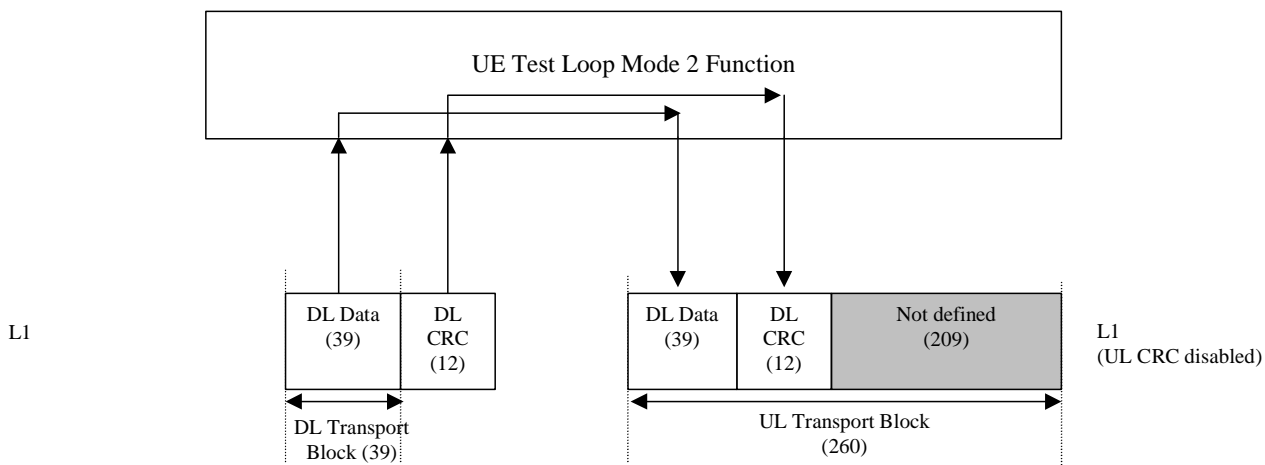 UE Test Loop Mode 2 Function
L1
DL Data
(39)
DL
CRC
(12)
DL Transport
Block (39)
DL Data
(39)
DL
CRC
(12)
Not defined
(209)
UL Transport Block
(260)
L1
(UL CRC disabled)